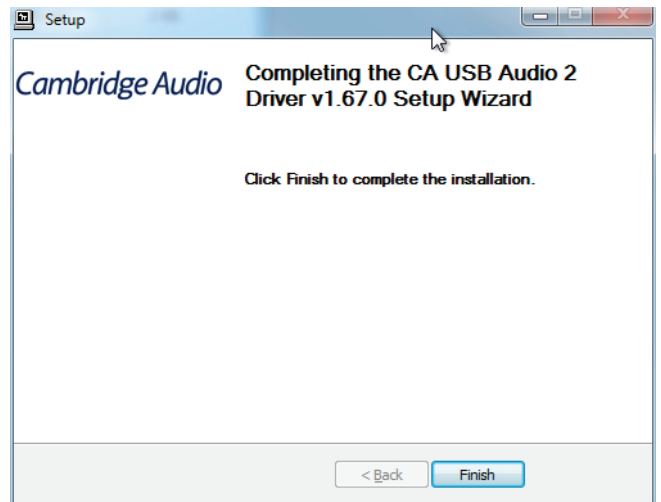 Setup
Cambridge Audio
Completing the CA USB Audio 2
Driver v1.67.0 Setup Wizard
Click Finish to complete the installation.
< Back
Finish